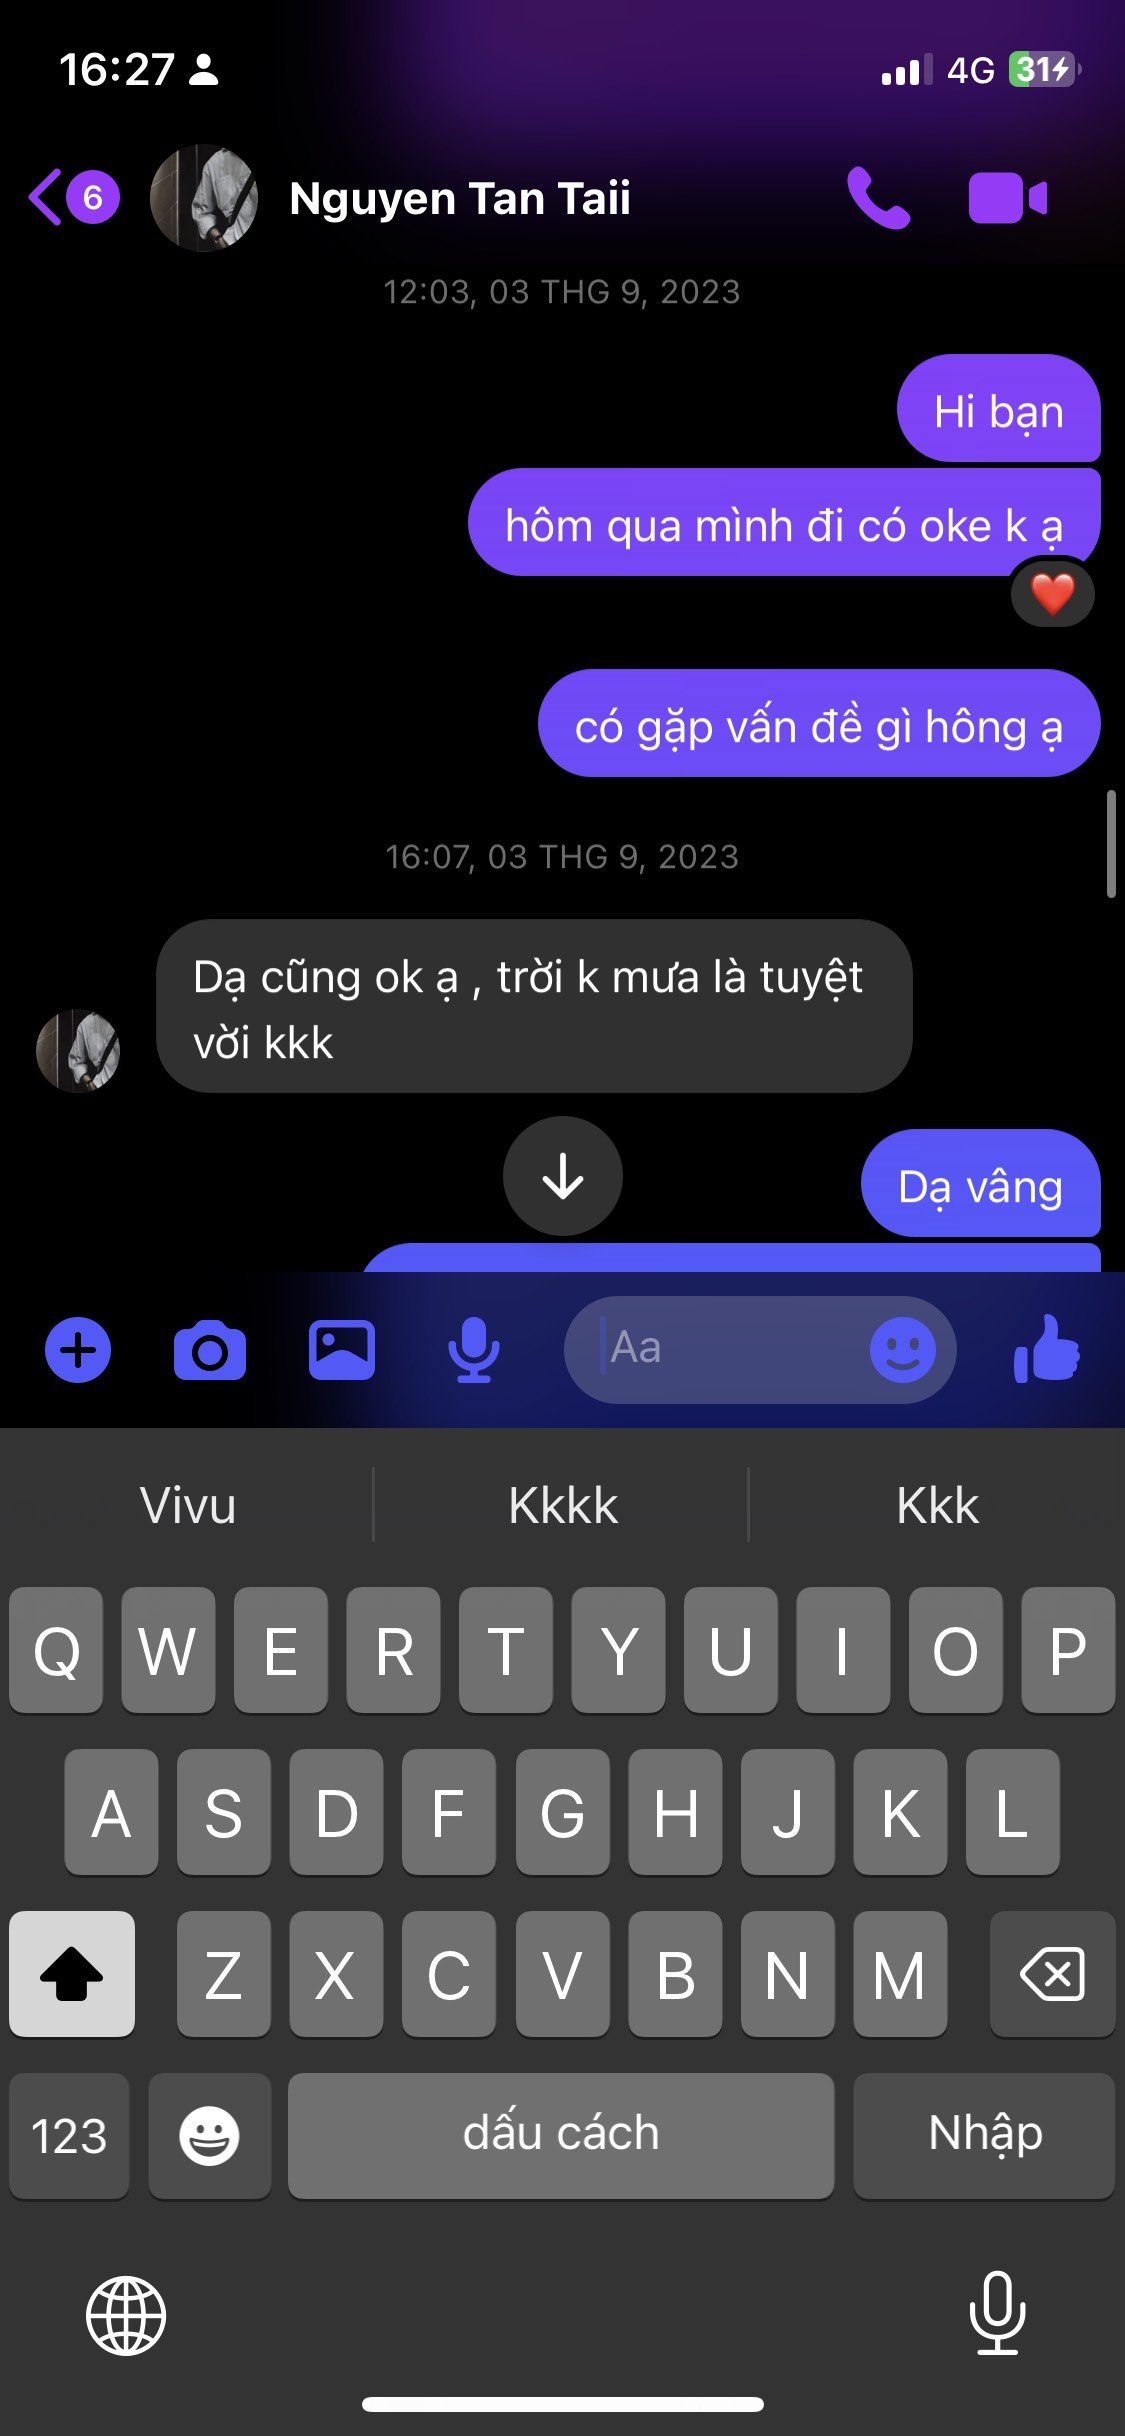 16:27
4G
31
6
Nguyen Tan Taii
12:03, 03 THG 9, 2023
Hi bạn
hôm qua mình đi có oke k ạ
có gặp vấn đề gì hông ạ
16:07, 03 THG 9, 2023
Dạ cũng ok ạ , trời k mưa là tuyệt
vời kkk
Dạ vâng
Aa
Vivu
Kkkk
Kkk
Q W E R T Y U I O P
A S D F G H J K L
Z X C V B N M
123
dấu cách
Nhập